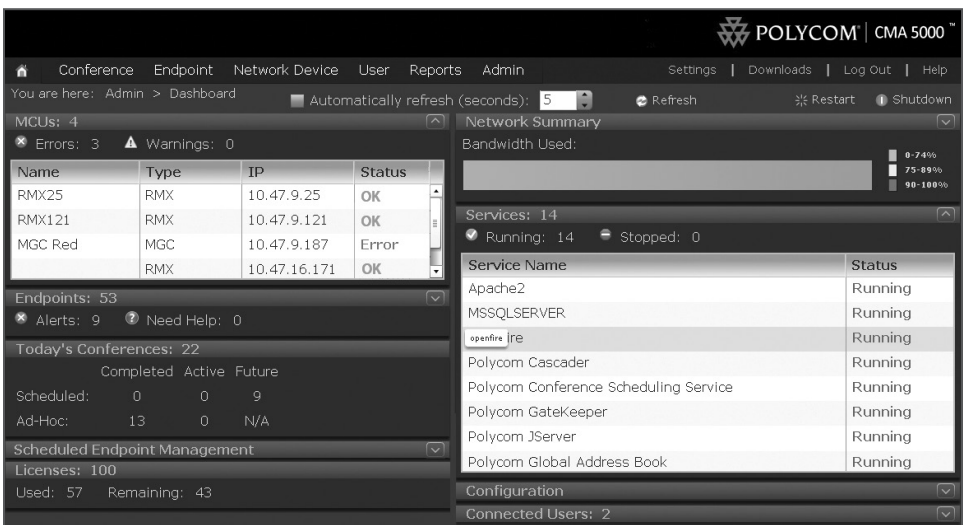 POLYCOM® | CMA 5000™
Conference Endpoint Network Device User Reports Admin Settings | Downloads | Log Out | Help
You are here: Admin > Dashboard Automatically refresh (seconds): 5 Refresh Restart Shutdown
MCUs: 4
Errors: 3 Warnings: 0
Name Type IP Status
RMX25 RMX 10.47.9.25 OK
RMX121 RMX 10.47.9.121 OK
MGC Red MGC 10.47.9.187 Error
RMX 10.47.16.171 OK
Endpoints: 53
Alerts: 9 Need Help: 0
Today's Conferences: 22
Completed Active Future
Scheduled: 0 0 9
Ad-Hoc: 13 0 N/A
Scheduled Endpoint Management
Licenses: 100
Used: 57 Remaining: 43
Network Summary
Bandwidth Used:
0-74%
75-89%
90-100%
Services: 14
Running: 14 Stopped: 0
Service Name Status
Apache2 Running
MSSQLSERVER Running
openfire ire Running
Polycom Cascader Running
Polycom Conference Scheduling Service Running
Polycom GateKeeper Running
Polycom JServer Running
Polycom Global Address Book Running
Configuration
Connected Users: 2